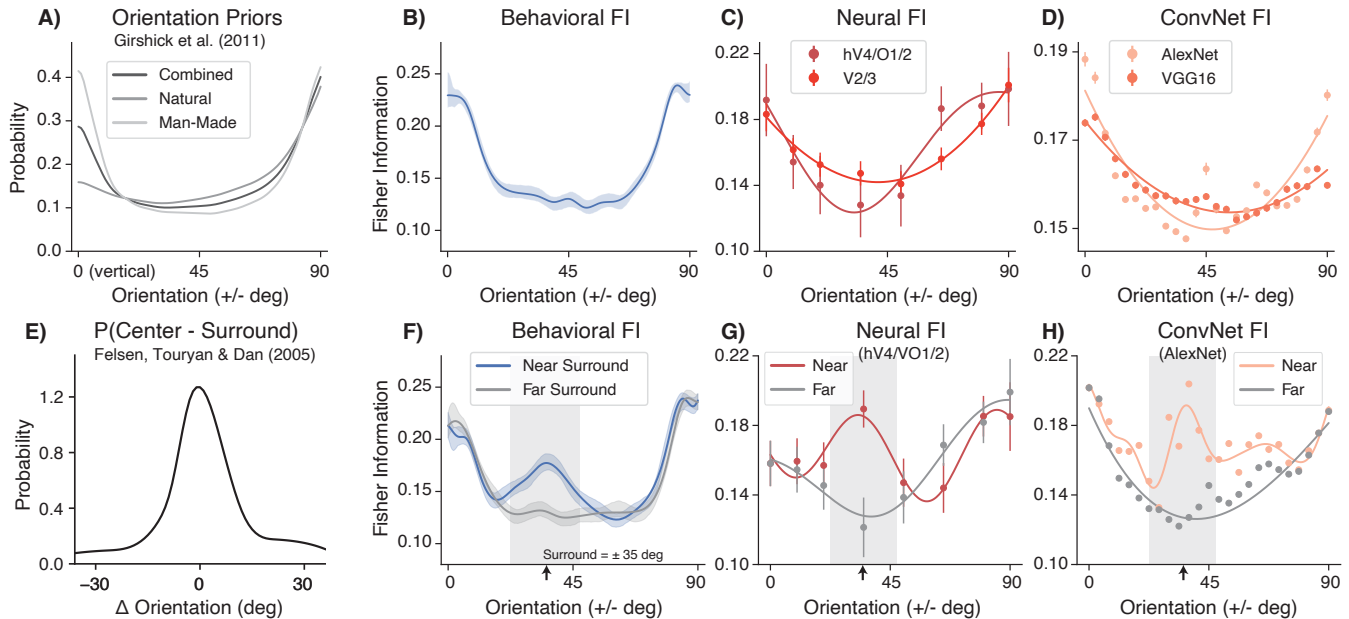 A) Orientation Priors
Girshick et al. (2011)
Combined
Natural
Man-Made
Probability
0.4
0.3
0.2
0.1
0.0
0 (vertical) 45 90
Orientation (+/- deg)
B) Behavioral FI
Fisher Information
0.25
0.20
0.15
0.10
0 45 90
Orientation (+/- deg)
C) Neural FI
hV4/O1/2
V2/3
0.22
0.18
0.14
0.10
0 45 90
Orientation (+/- deg)
D) ConvNet FI
AlexNet
VGG16
0.19
0.17
0.15
0 45 90
Orientation (+/- deg)
E) P(Center - Surround)
Felsen, Touryan & Dan (2005)
Probability
1.2
0.8
0.4
0.0
−30 0 30
Δ Orientation (deg)
F) Behavioral FI
Near Surround
Far Surround
Fisher Information
0.25
0.20
0.15
0.10
Surround = ± 35 deg
0 45 90
Orientation (+/- deg)
G) Neural FI
(hV4/VO1/2)
Near
Far
0.22
0.18
0.14
0.10
0 45 90
Orientation (+/- deg)
H) ConvNet FI
(AlexNet)
Near
Far
0.22
0.18
0.14
0.10
0 45 90
Orientation (+/- deg)